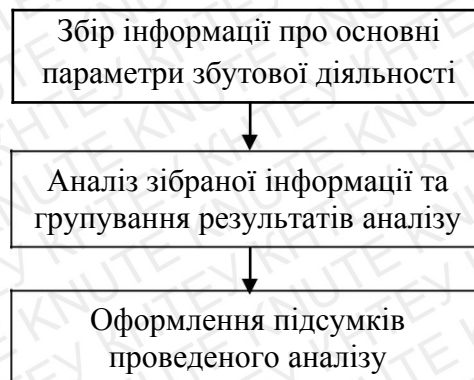 Збір інформації про основні
параметри збутової діяльності
Аналіз зібраної інформації та
групування результатів аналізу
Оформлення підсумків
проведеного аналізу